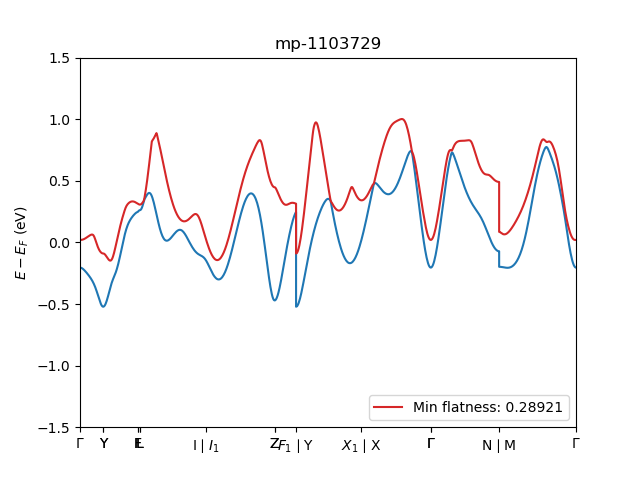 mp-1103729
1.5
1.0
0.5
0.0
−0.5
−1.0
−1.5
E − E_F (eV)
Min flatness: 0.28921
Γ Y L I | I₁ Z F₁ | Y X₁ | X Γ N | M Γ